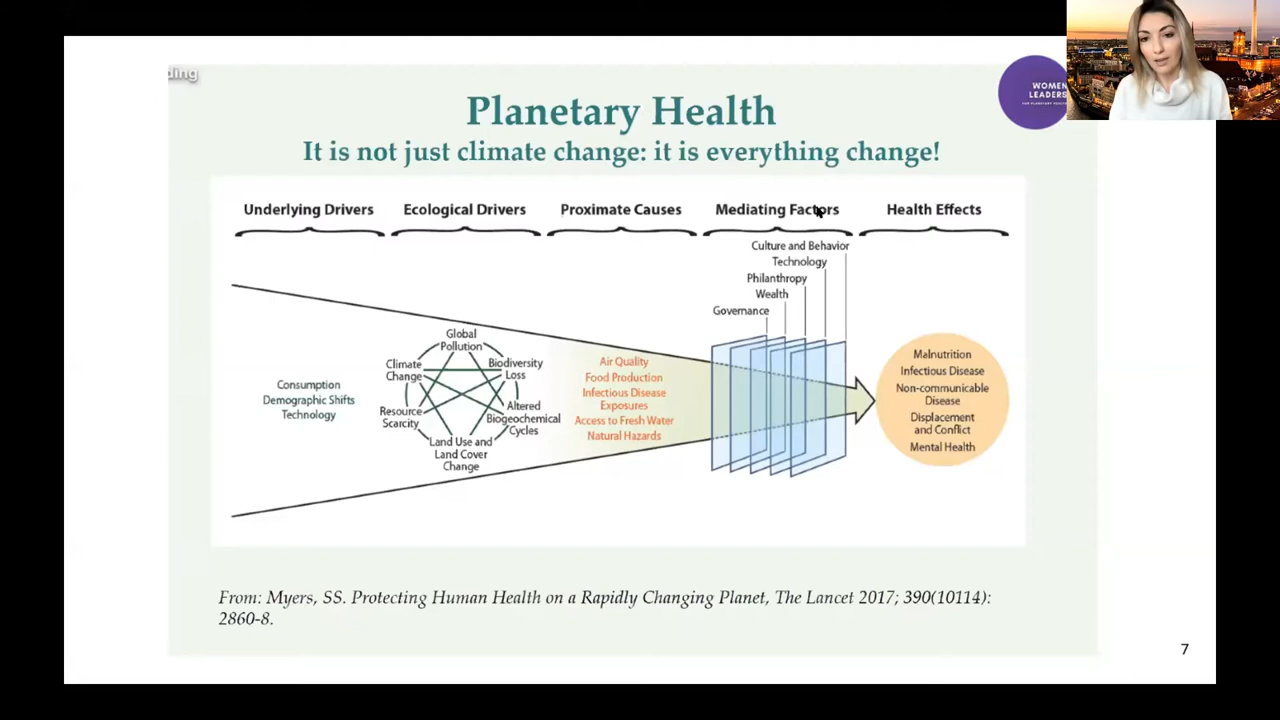 ding
WOMEN
LEADERS
FOR PLANETARY HEALTH
Planetary Health
It is not just climate change: it is everything change!
Underlying Drivers
Ecological Drivers
Proximate Causes
Mediating Factors
Health Effects
Culture and Behavior
Technology
Philanthropy
Wealth
Governance
Consumption
Demographic Shifts
Technology
Global
Pollution
Climate
Change
Biodiversity
Loss
Resource
Scarcity
Altered
Biogeochemical
Cycles
Land Use and
Land Cover
Change
Air Quality
Food Production
Infectious Disease
Exposures
Access to Fresh Water
Natural Hazards
Malnutrition
Infectious Disease
Non-communicable
Disease
Displacement
and Conflict
Mental Health
From: Myers, SS. Protecting Human Health on a Rapidly Changing Planet, The Lancet 2017; 390(10114):
2860-8.
7